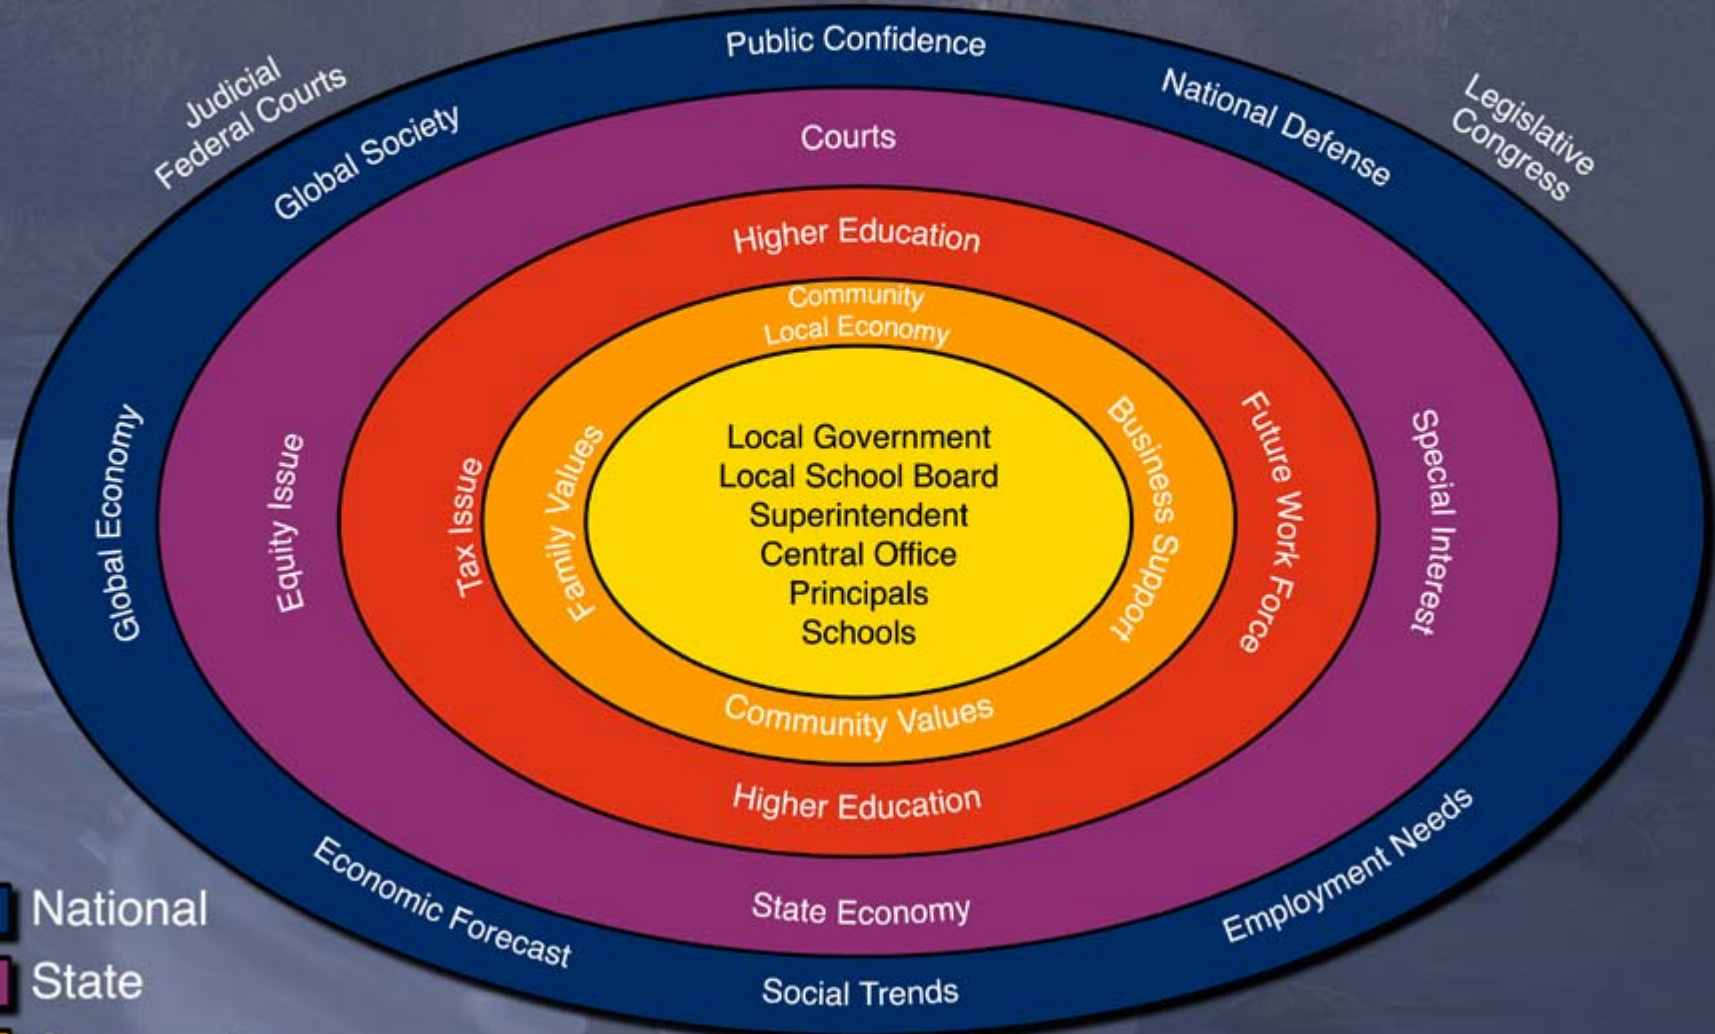 Public Confidence
Judicial
Federal Courts
Global Society
National Defense
Legislative
Congress
Courts
Higher Education
Community
Local Economy
Global Economy
Equity Issue
Tax Issue
Family Values
Local Government
Local School Board
Superintendent
Central Office
Principals
Schools
Business Support
Future Work Force
Special Interest
Community Values
Higher Education
State Economy
Economic Forecast
Employment Needs
Social Trends
National
State